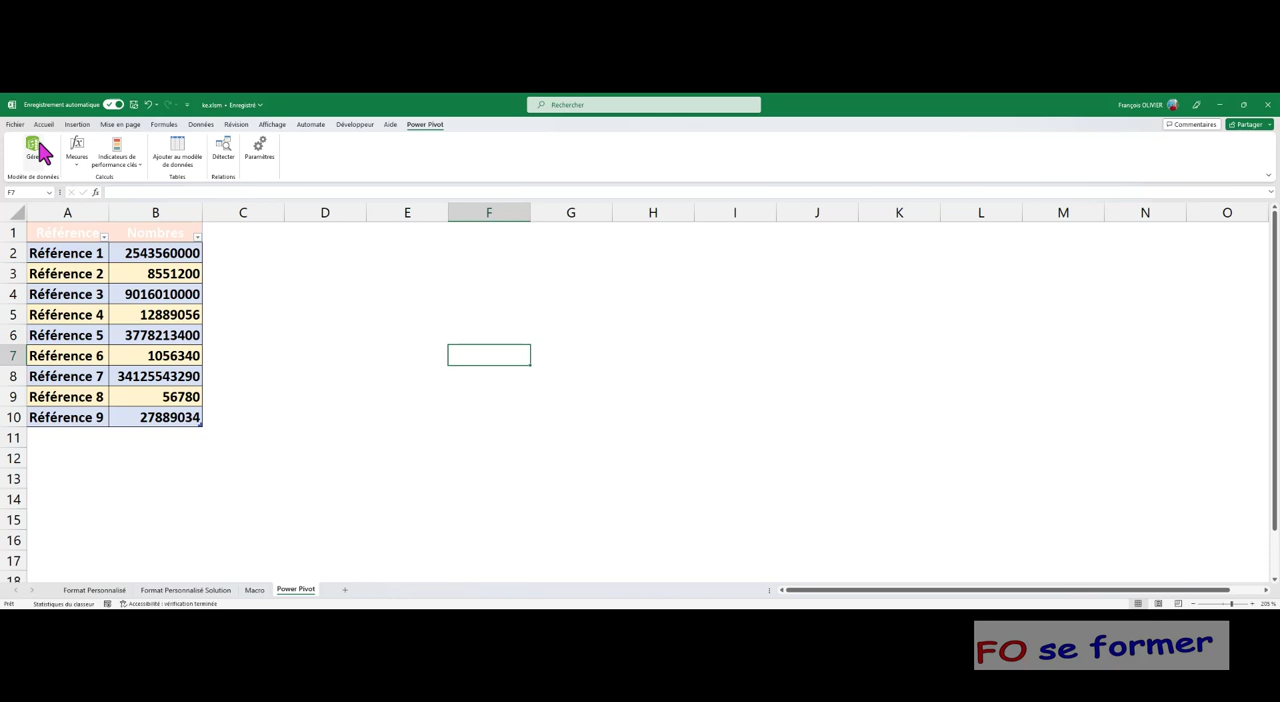 Enregistrement automatique
ke.xlsm • Enregistré
Rechercher
François OLIVIER
Fichier Accueil Insertion Mise en page Formules Données Révision Affichage Automate Développeur Aide Power Pivot
Commentaires Partager
Mesures
Indicateurs de performance clés
Ajouter au modèle de données
Détecter
Paramètres
Modèle de données Calculs Tables Relations
F7 fx
A B C D E F G H I J K L M N O
1 Référence Nombres
2 Référence 1 2543560000
3 Référence 2 8551200
4 Référence 3 9016010000
5 Référence 4 12889056
6 Référence 5 3778213400
7 Référence 6 1056340
8 Référence 7 34125543290
9 Référence 8 56780
10 Référence 9 27889034
11
12
13
14
15
16
17
18
Format Personnalisé Format Personnalisé Solution Macro Power Pivot
Prêt Statistiques du classeur Accessibilité : vérification terminée 205 %
FO se former